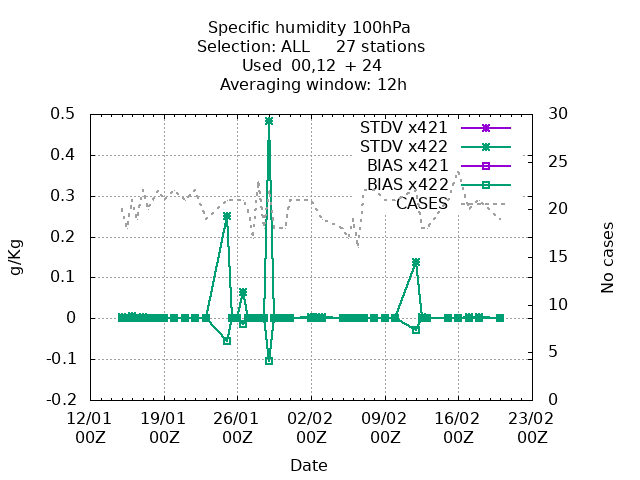 Specific humidity 100hPa
Selection: ALL 27 stations
Used 00,12 + 24
Averaging window: 12h
0.5
0.4
0.3
0.2
0.1
0
-0.1
-0.2
g/Kg
30
25
20
15
10
5
0
No cases
STDV x421
STDV x422
BIAS x421
BIAS x422
CASES
12/01 19/01 26/01 02/02 09/02 16/02 23/02
00Z 00Z 00Z 00Z 00Z 00Z 00Z
Date